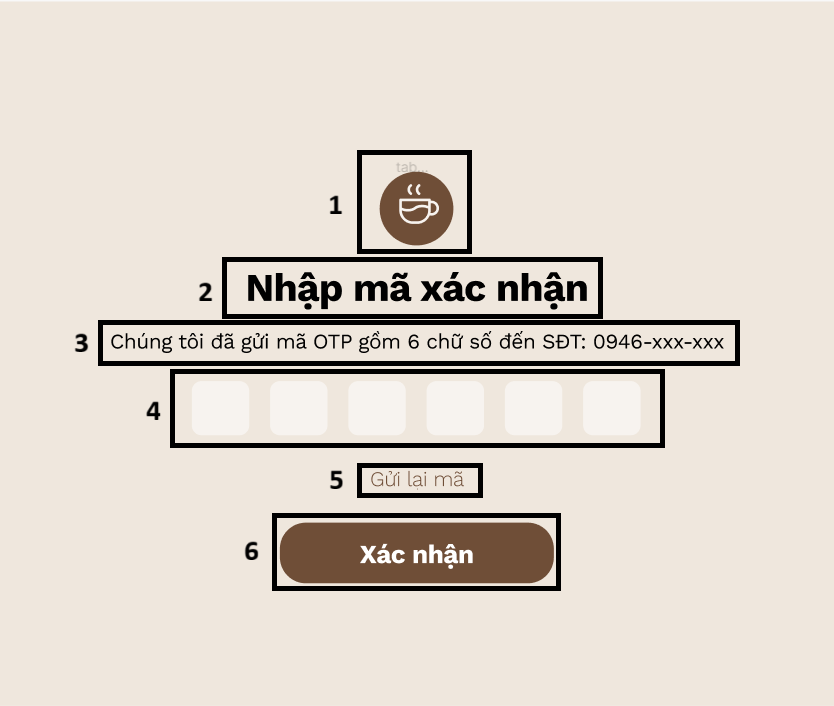 tab...
1
2 Nhập mã xác nhận
3 Chúng tôi đã gửi mã OTP gồm 6 chữ số đến SĐT: 0946-xxx-xxx
4
5 Gửi lại mã
6 Xác nhận